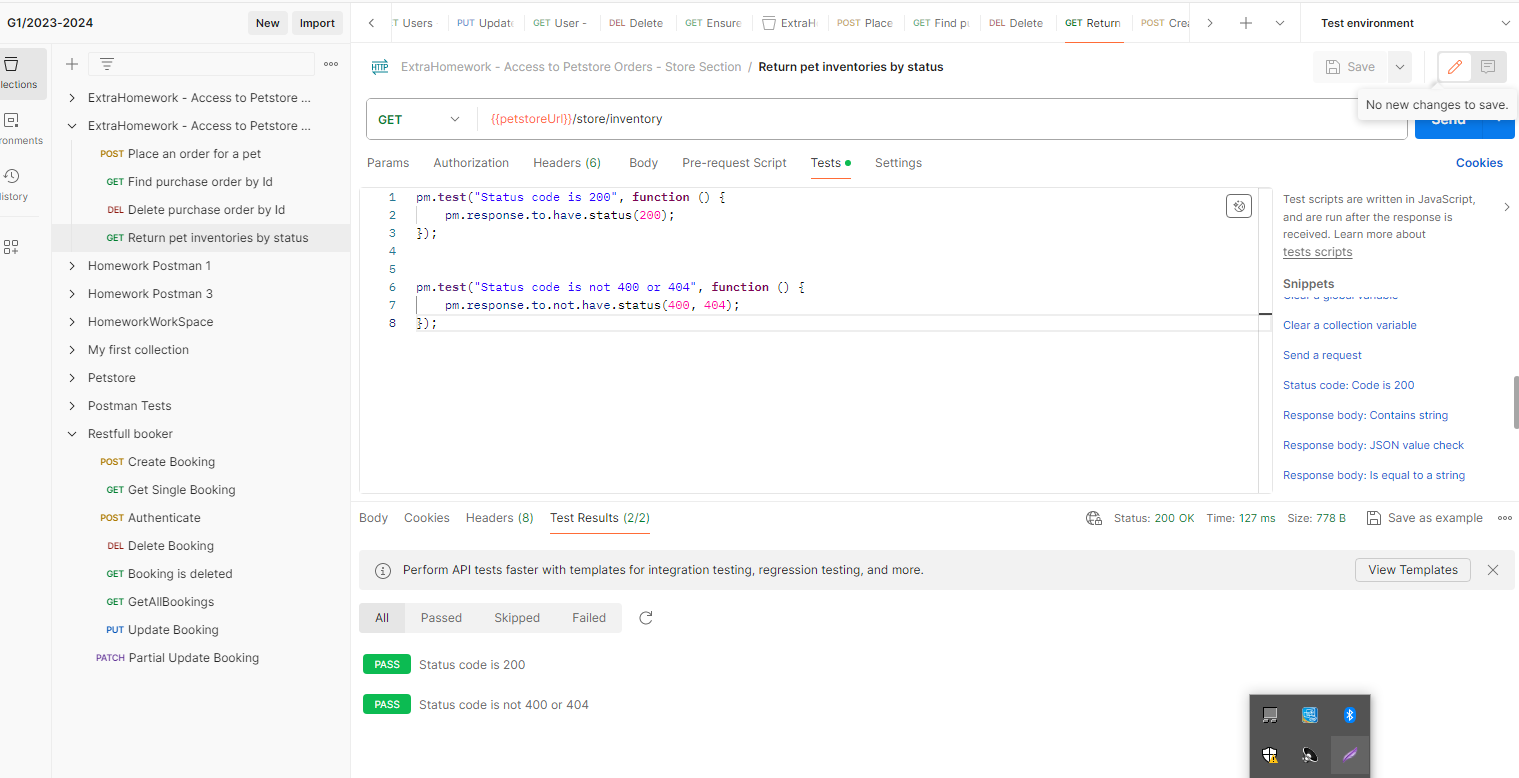 G1/2023-2024
New
Import
Users
PUT Updat
GET User -
DEL Delete
GET Ensure
ExtraH
POST Place
GET Find p
DEL Delete
GET Return
POST Crea
Test environment
lections
ronments
istory
ExtraHomework - Access to Petstore ...
ExtraHomework - Access to Petstore ...
POST Place an order for a pet
GET Find purchase order by Id
DEL Delete purchase order by Id
GET Return pet inventories by status
Homework Postman 1
Homework Postman 3
HomeworkWorkSpace
My first collection
Petstore
Postman Tests
Restfull booker
POST Create Booking
GET Get Single Booking
POST Authenticate
DEL Delete Booking
GET Booking is deleted
GET GetAllBookings
PUT Update Booking
PATCH Partial Update Booking
HTTP ExtraHomework - Access to Petstore Orders - Store Section / Return pet inventories by status
Save
No new changes to save.
GET {{petstoreUrl}}/store/inventory
Send
Params Authorization Headers (6) Body Pre-request Script Tests Settings
Cookies
1 pm.test("Status code is 200", function () {
2 pm.response.to.have.status(200);
3 });
4
5
6 pm.test("Status code is not 400 or 404", function () {
7 pm.response.to.not.have.status(400, 404);
8 });
Test scripts are written in JavaScript,
and are run after the response is
received. Learn more about
tests scripts
Snippets
Clear a global variable
Clear a collection variable
Send a request
Status code: Code is 200
Response body: Contains string
Response body: JSON value check
Response body: Is equal to a string
Body Cookies Headers (8) Test Results (2/2)
Status: 200 OK Time: 127 ms Size: 778 B Save as example
Perform API tests faster with templates for integration testing, regression testing, and more.
View Templates
All Passed Skipped Failed
PASS Status code is 200
PASS Status code is not 400 or 404